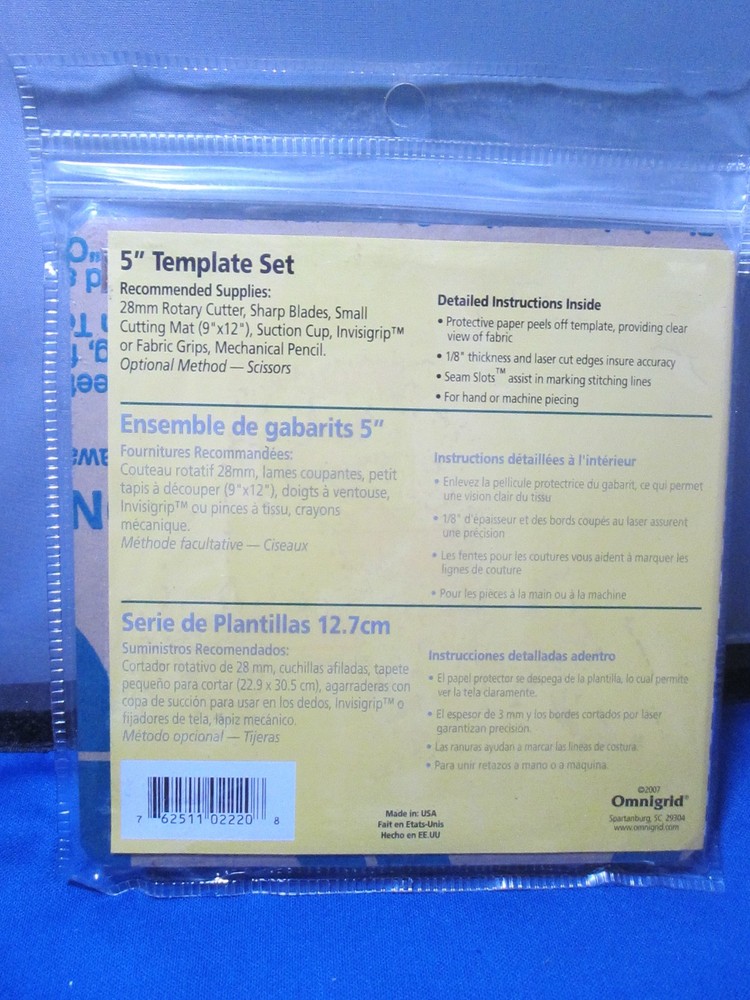 5" Template Set
Recommended Supplies:
28mm Rotary Cutter, Sharp Blades, Small
Cutting Mat (9"x12"), Suction Cup, Invisigrip™
or Fabric Grips, Mechanical Pencil.
Optional Method — Scissors
Detailed Instructions Inside
• Protective paper peels off template, providing clear
view of fabric
• 1/8" thickness and laser cut edges insure accuracy
• Seam Slots™ assist in marking stitching lines
• For hand or machine piecing
Ensemble de gabarits 5"
Fournitures Recommandées:
Couteau rotatif 28mm, lames coupantes, petit
tapis à découper (9"x12"), doigts à ventouse,
Invisigrip™ ou pinces à tissu, crayons
mécanique.
Méthode facultative — Ciseaux
Instructions détaillées à l'intérieur
• Enlevez la pellicule protectrice du gabarit, ce qui permet
une vision clair du tissu
• 1/8" d'épaisseur et des bords coupés au laser assurent
une précision
• Les fentes pour les coutures vous aident à marquer les
lignes de couture
• Pour les pièces à la main ou à la machine
Serie de Plantillas 12.7cm
Suministros Recomendados:
Cortador rotativo de 28 mm, cuchillas afiladas, tapete
pequeño para cortar (22.9 x 30.5 cm), agarraderas con
copa de succión para usar en los dedos, Invisigrip™ o
fijadores de tela, lápiz mecánico.
Método opcional — Tijeras
Instrucciones detalladas adentro
• El papel protector se despega de la plantilla, lo cual permite
ver la tela claramente.
• El espesor de 3 mm y los bordes cortados por láser
garantizan precisión.
• Las ranuras ayudan a marcar las líneas de costura.
• Para unir retazos a mano o a maquina.
7 62511 02220 8
Made in: USA
Fait en Etats-Unis
Hecho en EE.UU
©2007
Omnigrid®
Spartanburg, SC 29304
www.omnigrid.com